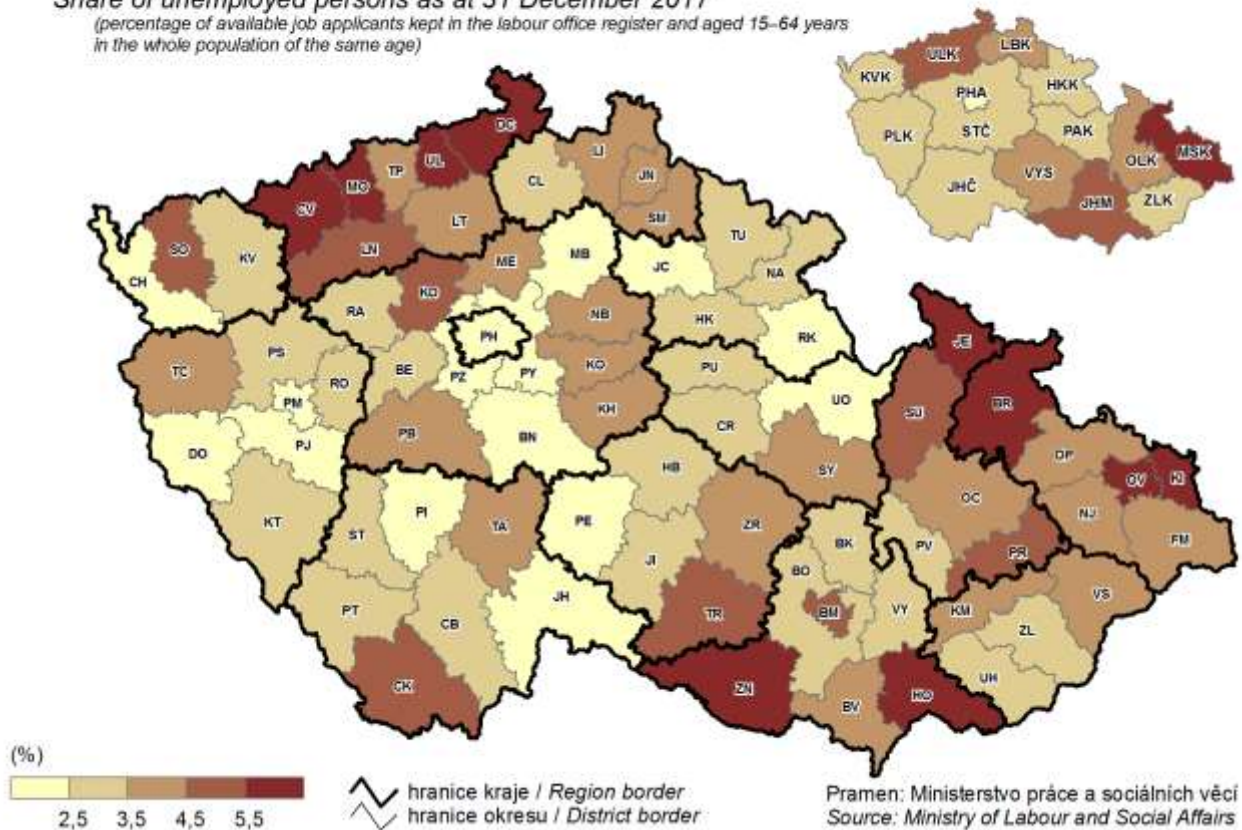 Share of unemployed persons as at 31 December 2017
(percentage of available job applicants kept in the labour office register and aged 15–64 years
in the whole population of the same age)
ULK
LBK
KVK
HKK
PHA
PLK
STČ
PAK
MSK
OLK
VYS
JHČ
JHM
ZLK
DC
UL
MO
TP
LI
CL
JN
CV
LT
SM
SO
LN
TU
KV
MB
ME
CH
JC
NA
KD
RA
NB
HK
PH
RK
JE
PS
TC
RO
BE
PZ
PY
KO
PU
PM
UO
SU
BR
KH
PB
BN
CR
DO
PJ
HB
SY
OP
OV
KI
OC
NJ
KT
ST
PI
TA
PE
ZR
FM
BK
PV
PR
JI
BO
VS
JH
PT
CB
TR
BM
VY
KM
ZL
CK
ZN
BV
HO
UH
(%)
2,5 3,5 4,5 5,5
hranice kraje / Region border
hranice okresu / District border
Pramen: Ministerstvo práce a sociálních věcí
Source: Ministry of Labour and Social Affairs